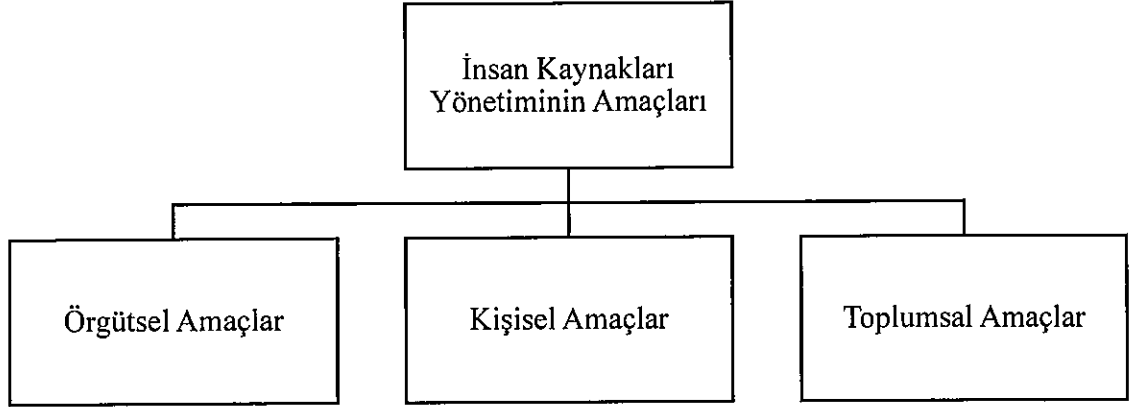 İnsan Kaynakları
Yönetiminin Amaçları
Örgütsel Amaçlar
Kişisel Amaçlar
Toplumsal Amaçlar